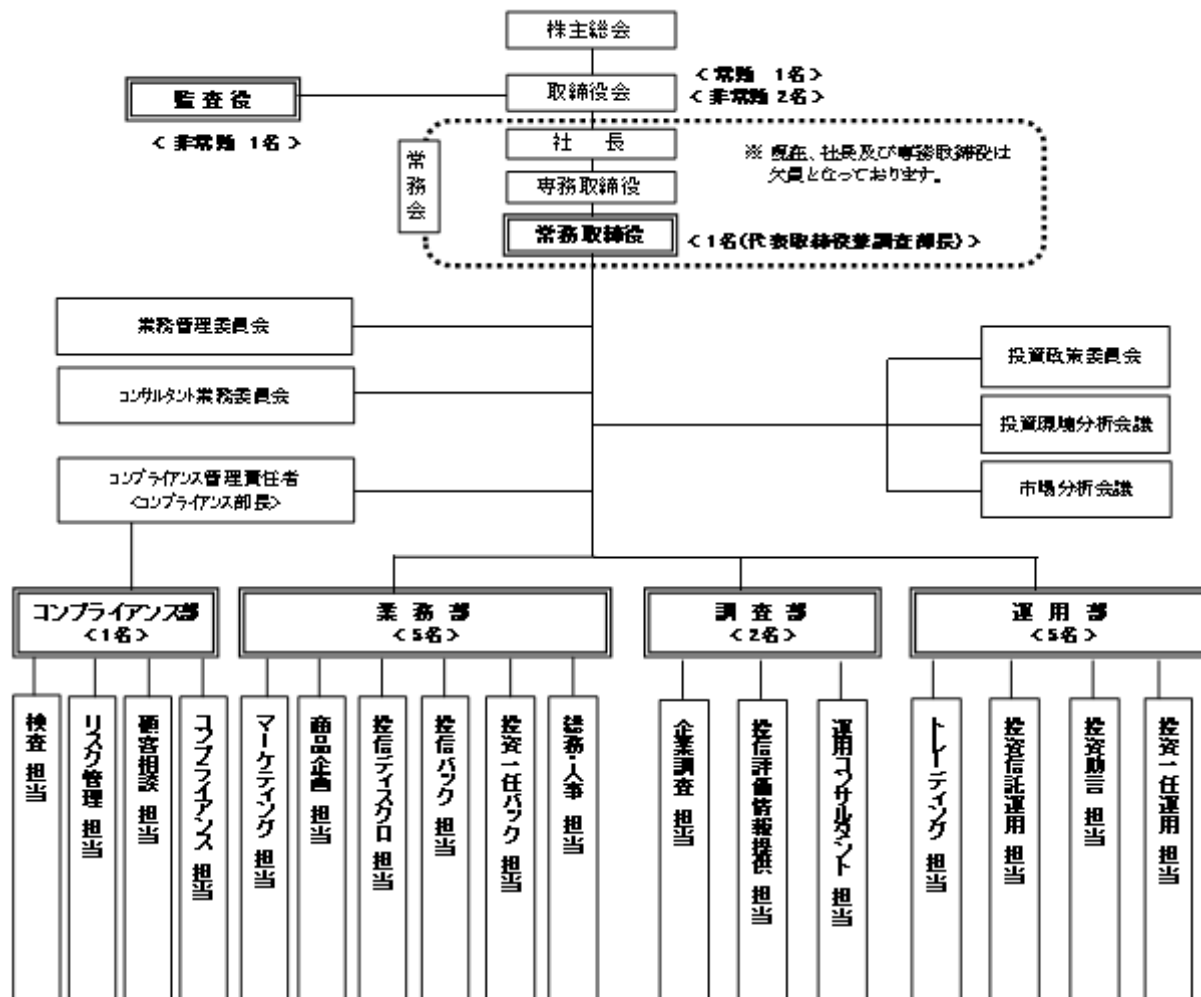 株主総会
取締役会
＜常勤 1名＞
＜非常勤 2名＞
監査役
＜非常勤 1名＞
常務会
社 長
専務取締役
常務取締役
※ 現在、社長及び専務取締役は
欠員となっております。
＜1名(代表取締役兼調査部長)＞
業務管理委員会
コンサルタント業務委員会
コンプライアンス管理責任者
<コンプライアンス部長>
投資政策委員会
投資環境分析会議
市場分析会議
コンプライアンス部
＜1名＞
業 務 部
＜5名＞
調 査 部
＜2名＞
運 用 部
＜5名＞
検査 担当
リスク管理 担当
顧客相談 担当
コンプライアンス 担当
マーケティング 担当
商品企画 担当
投信ディスクロ 担当
投信バック 担当
投資一任バック 担当
総務・人事 担当
企業調査 担当
投信評価情報提供 担当
運用コンサルタント 担当
トレーディング 担当
投資信託運用 担当
投資助言 担当
投資一任運用 担当